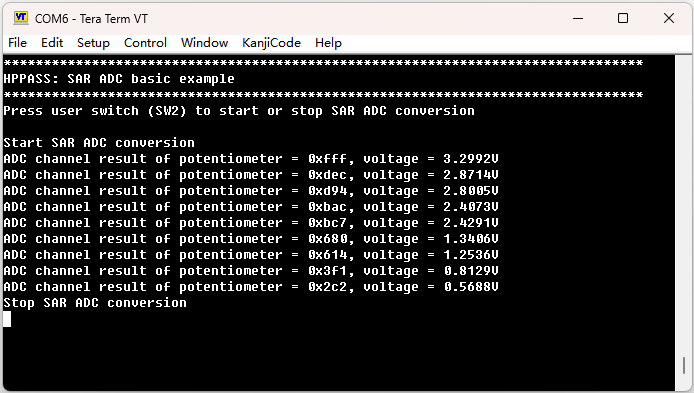 COM6 - Tera Term VT
File Edit Setup Control Window KanjiCode Help
********************************************************************************
HPPASS: SAR ADC basic example
********************************************************************************
Press user switch (SW2) to start or stop SAR ADC conversion
Start SAR ADC conversion
ADC channel result of potentiometer = 0xfff, voltage = 3.2992V
ADC channel result of potentiometer = 0xdec, voltage = 2.8714V
ADC channel result of potentiometer = 0xd94, voltage = 2.8005V
ADC channel result of potentiometer = 0xbac, voltage = 2.4073V
ADC channel result of potentiometer = 0xbc7, voltage = 2.4291V
ADC channel result of potentiometer = 0x680, voltage = 1.3406V
ADC channel result of potentiometer = 0x614, voltage = 1.2536V
ADC channel result of potentiometer = 0x3f1, voltage = 0.8129V
ADC channel result of potentiometer = 0x2c2, voltage = 0.5688V
Stop SAR ADC conversion